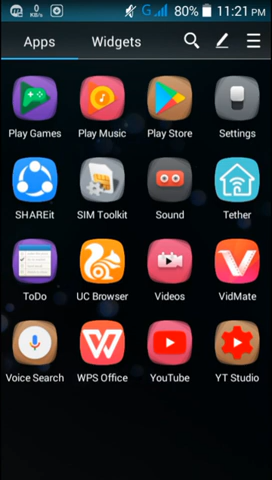 0
KB/s
G
80%
11:21 PM
Apps
Widgets
Play Games
Play Music
Play Store
Settings
SHAREit
SIM Toolkit
Sound
Tether
ToDo
UC Browser
Videos
VidMate
Voice Search
WPS Office
YouTube
YT Studio